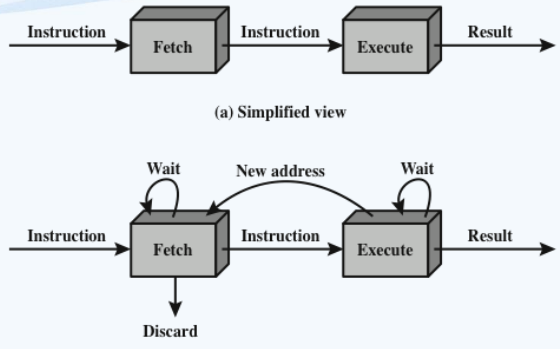 Instruction Fetch Instruction Execute Result
(a) Simplified view
Wait New address Wait
Instruction Fetch Instruction Execute Result
Discard